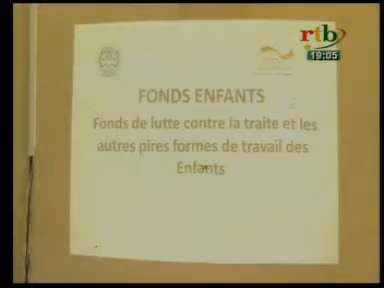 rtb
19:05
FONDS ENFANTS
Fonds de lutte contre la traite et les
autres pires formes de travail des
Enfants